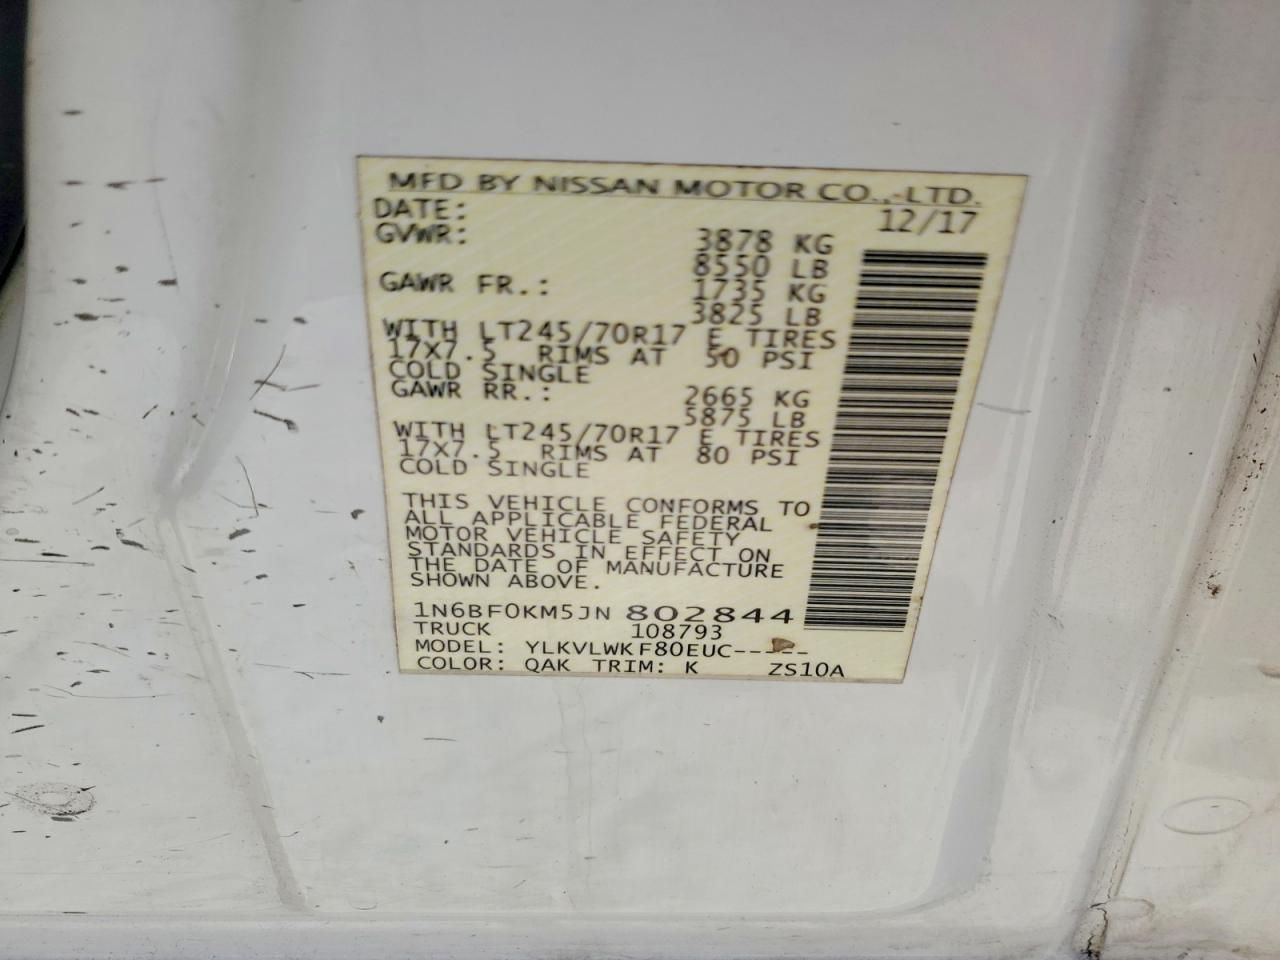 MFD BY NISSAN MOTOR CO., LTD.
DATE: 12/17
GVWR: 3878 KG
8550 LB
GAWR FR.: 1735 KG
3825 LB
WITH LT245/70R17 E TIRES
17X7.5 RIMS AT 50 PSI
COLD SINGLE
GAWR RR.: 2665 KG
5875 LB
WITH LT245/70R17 E TIRES
17X7.5 RIMS AT 80 PSI
COLD SINGLE
THIS VEHICLE CONFORMS TO
ALL APPLICABLE FEDERAL
MOTOR VEHICLE SAFETY
STANDARDS IN EFFECT ON
THE DATE OF MANUFACTURE
SHOWN ABOVE.
1N6BF0KM5JN 802844
TRUCK 108793
MODEL: YLKVLWKF80EUC-----
COLOR: QAK TRIM: K ZS10A